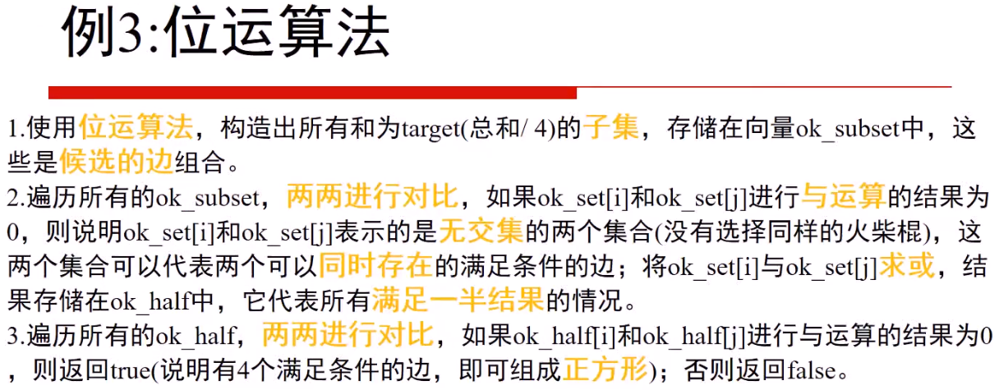 例3:位运算法
1.使用位运算法，构造出所有和为target(总和/ 4)的子集，存储在向量ok_subset中，这
些是候选的边组合。
2.遍历所有的ok_subset，两两进行对比，如果ok_set[i]和ok_set[j]进行与运算的结果为
0，则说明ok_set[i]和ok_set[j]表示的是无交集的两个集合(没有选择同样的火柴棍)，这
两个集合可以代表两个可以同时存在的满足条件的边；将ok_set[i]与ok_set[j]求或，结
果存储在ok_half中，它代表所有满足一半结果的情况。
3.遍历所有的ok_half，两两进行对比，如果ok_half[i]和ok_half[j]进行与运算的结果为0
，则返回true(说明有4个满足条件的边，即可组成正方形)；否则返回false。